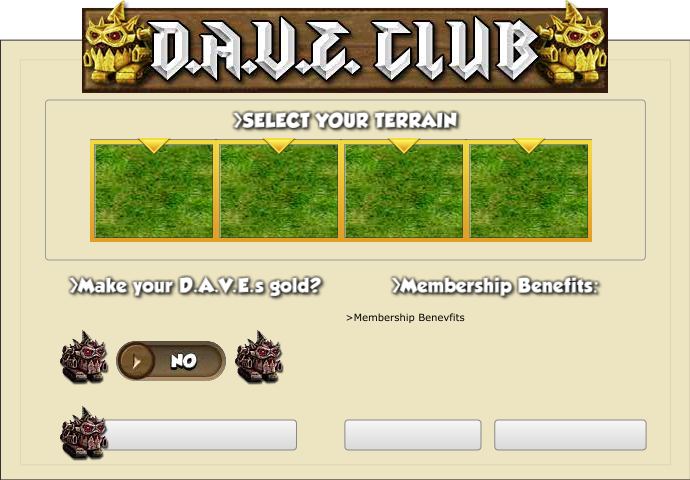 D.A.V.E. CLUB
>SELECT YOUR TERRAIN
>Make your D.A.V.E.s gold?
>Membership Benefits:
>Membership Benevfits
NO